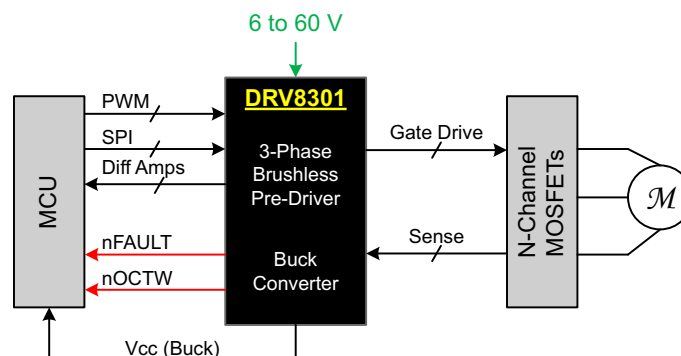 6 to 60 V
DRV8301
3-Phase
Brushless
Pre-Driver
Buck
Converter
MCU
PWM
SPI
Diff Amps
nFAULT
nOCTW
Vcc (Buck)
Gate Drive
Sense
N-Channel
MOSFETs
M